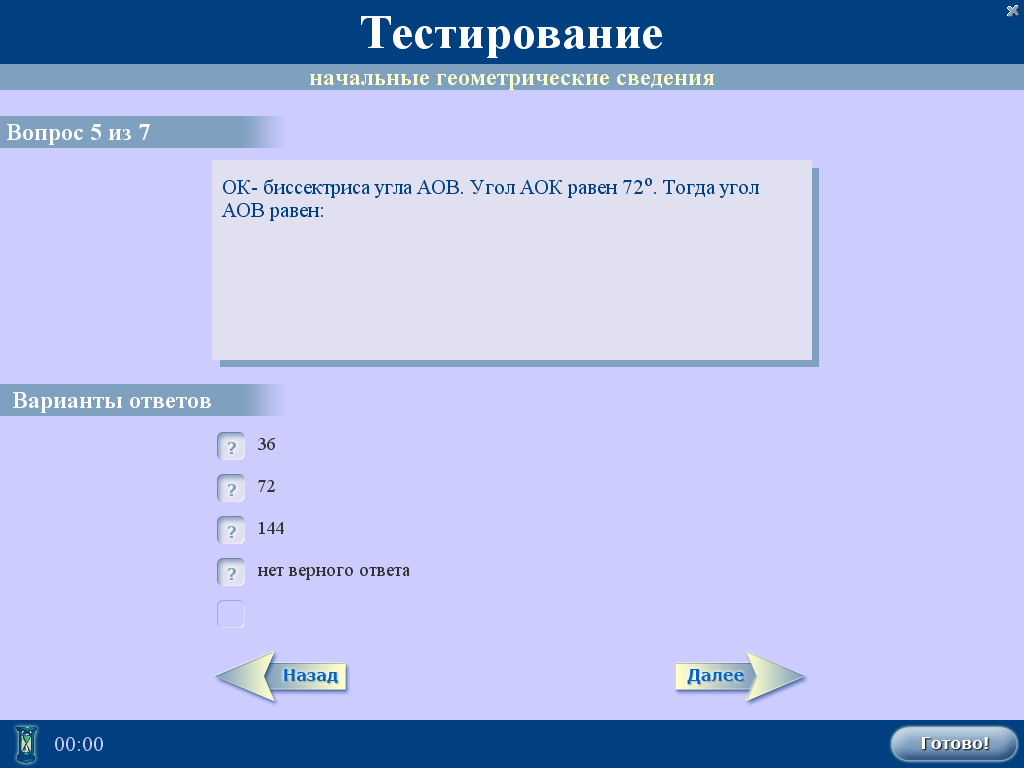 Тестирование
начальные геометрические сведения
Вопрос 5 из 7
ОК- биссектриса угла АОВ. Угол АОК равен 72⁰. Тогда угол
АОВ равен:
Варианты ответов
? 36
? 72
? 144
? нет верного ответа
Назад
Далее
00:00
Готово!